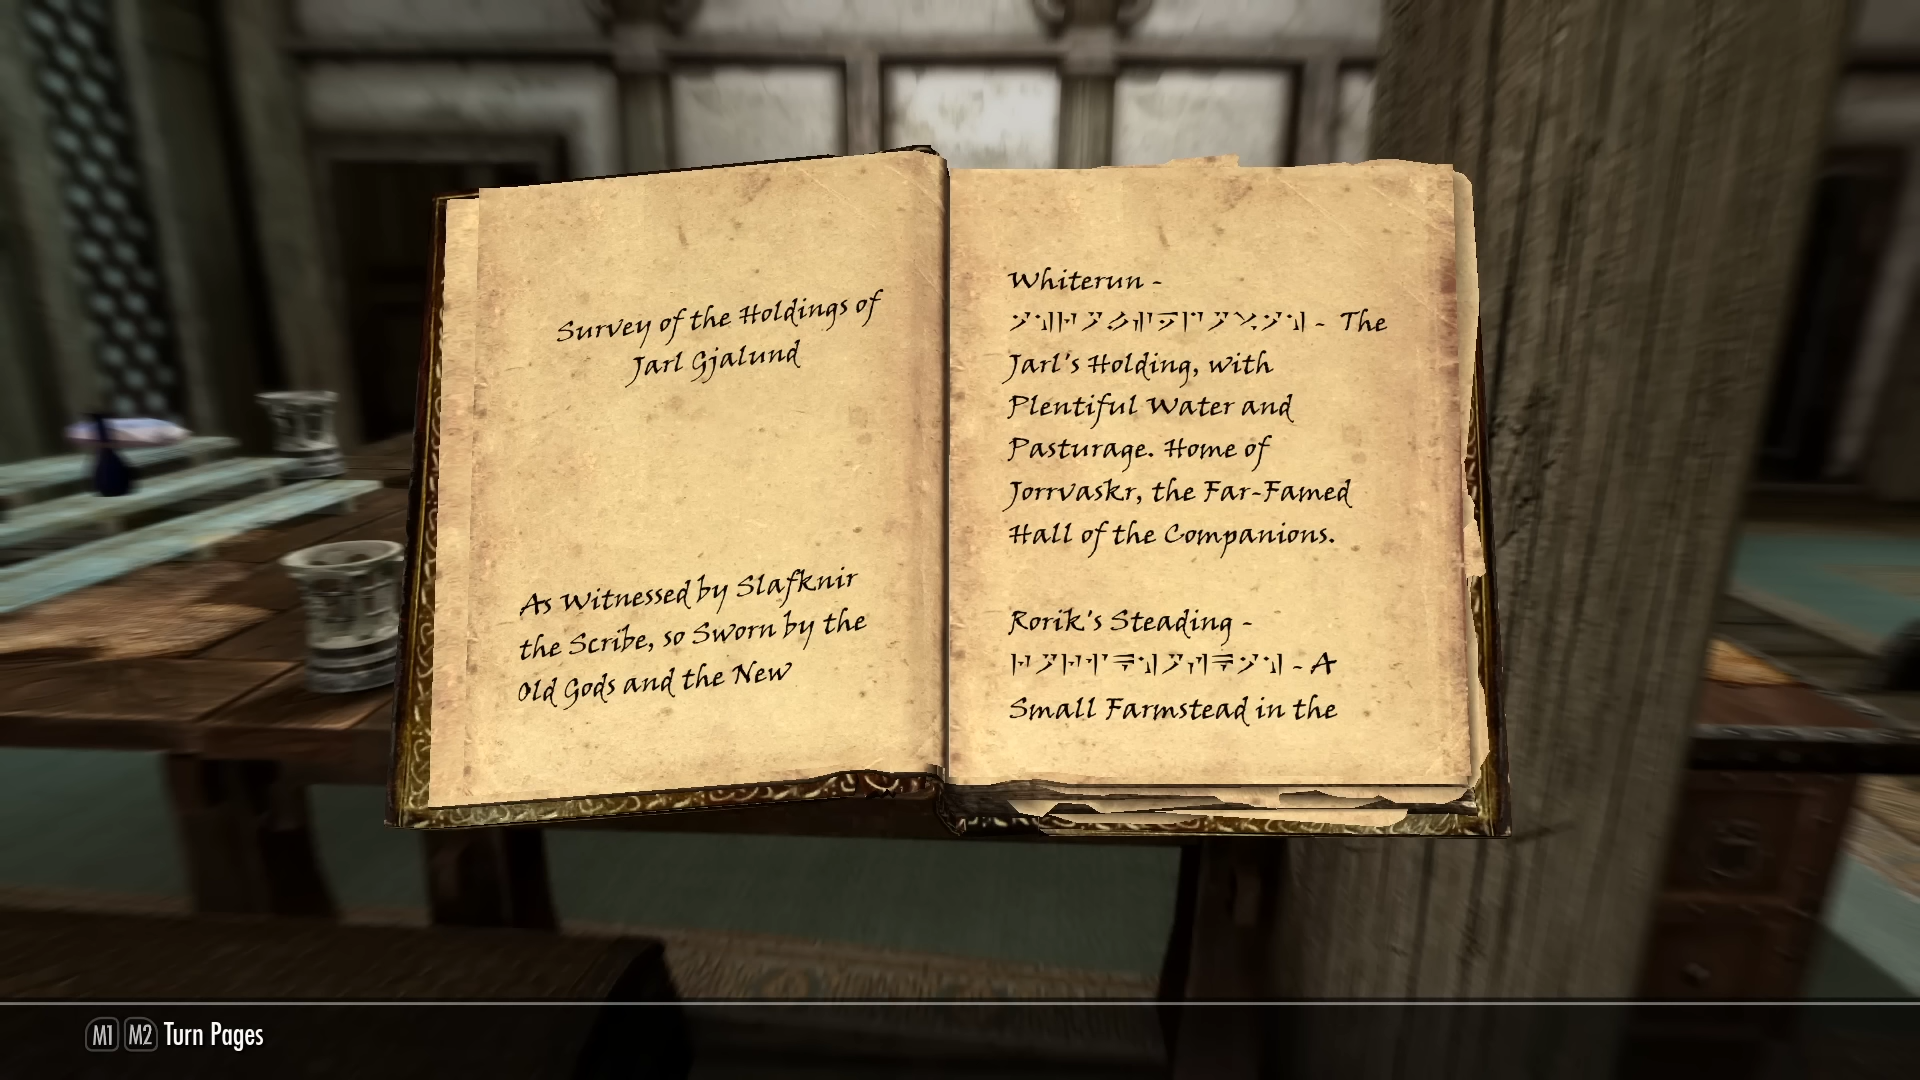 Survey of the Holdings of
Jarl Gjalund
As Witnessed by Slafknir
the Scribe, so Sworn by the
Old Gods and the New
Whiterun -
- The
Jarl's Holding, with
Plentiful Water and
Pasturage. Home of
Jorrvaskr, the Far-Famed
Hall of the Companions.
Rorik's Steading -
- A
Small Farmstead in the
M1 M2 Turn Pages